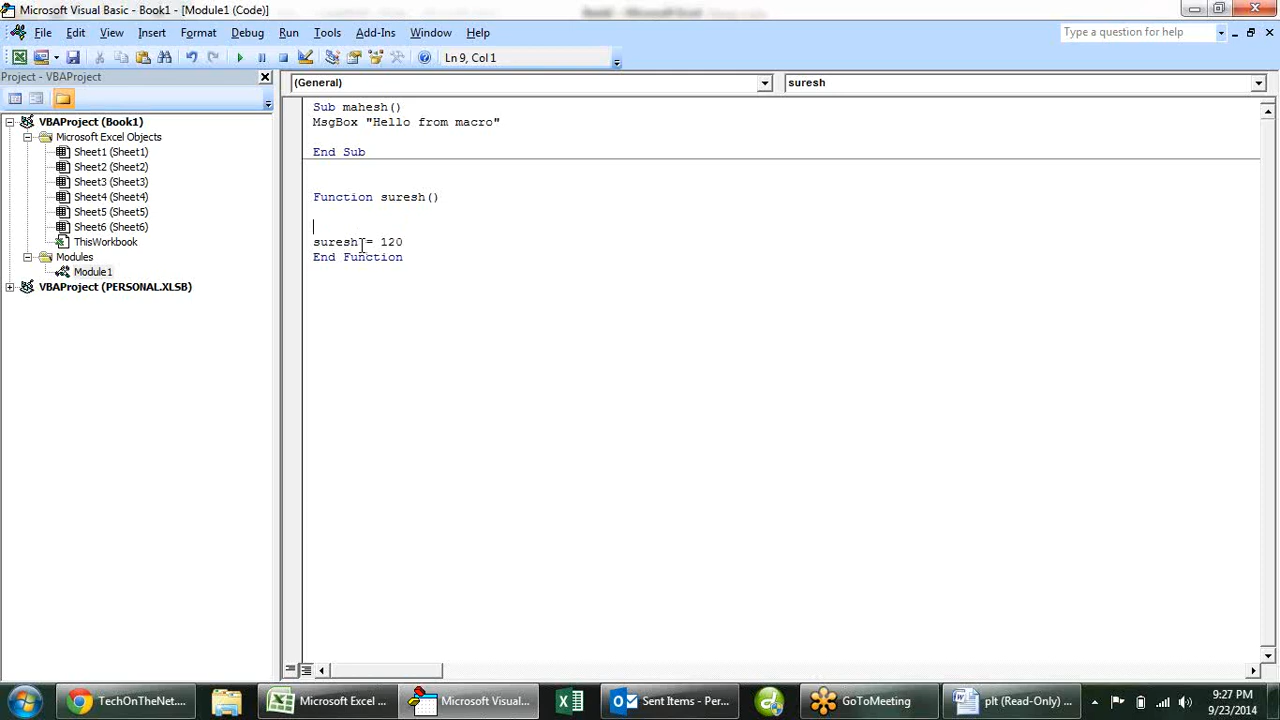 Microsoft Visual Basic - Book1 - [Module1 (Code)]
File Edit View Insert Format Debug Run Tools Add-Ins Window Help
Type a question for help
Ln 9, Col 1
Project - VBAProject
(General)
suresh
VBAProject (Book1)
Microsoft Excel Objects
Sheet1 (Sheet1)
Sheet2 (Sheet2)
Sheet3 (Sheet3)
Sheet4 (Sheet4)
Sheet5 (Sheet5)
Sheet6 (Sheet6)
ThisWorkbook
Modules
Module1
VBAProject (PERSONAL.XLSB)
Sub mahesh()
MsgBox "Hello from macro"
End Sub
Function suresh()
suresh = 120
End Function
TechOnTheNet....
Microsoft Excel ...
Microsoft Visual...
Sent Items - Per...
GoToMeeting
plt (Read-Only) ...
9:27 PM
9/23/2014